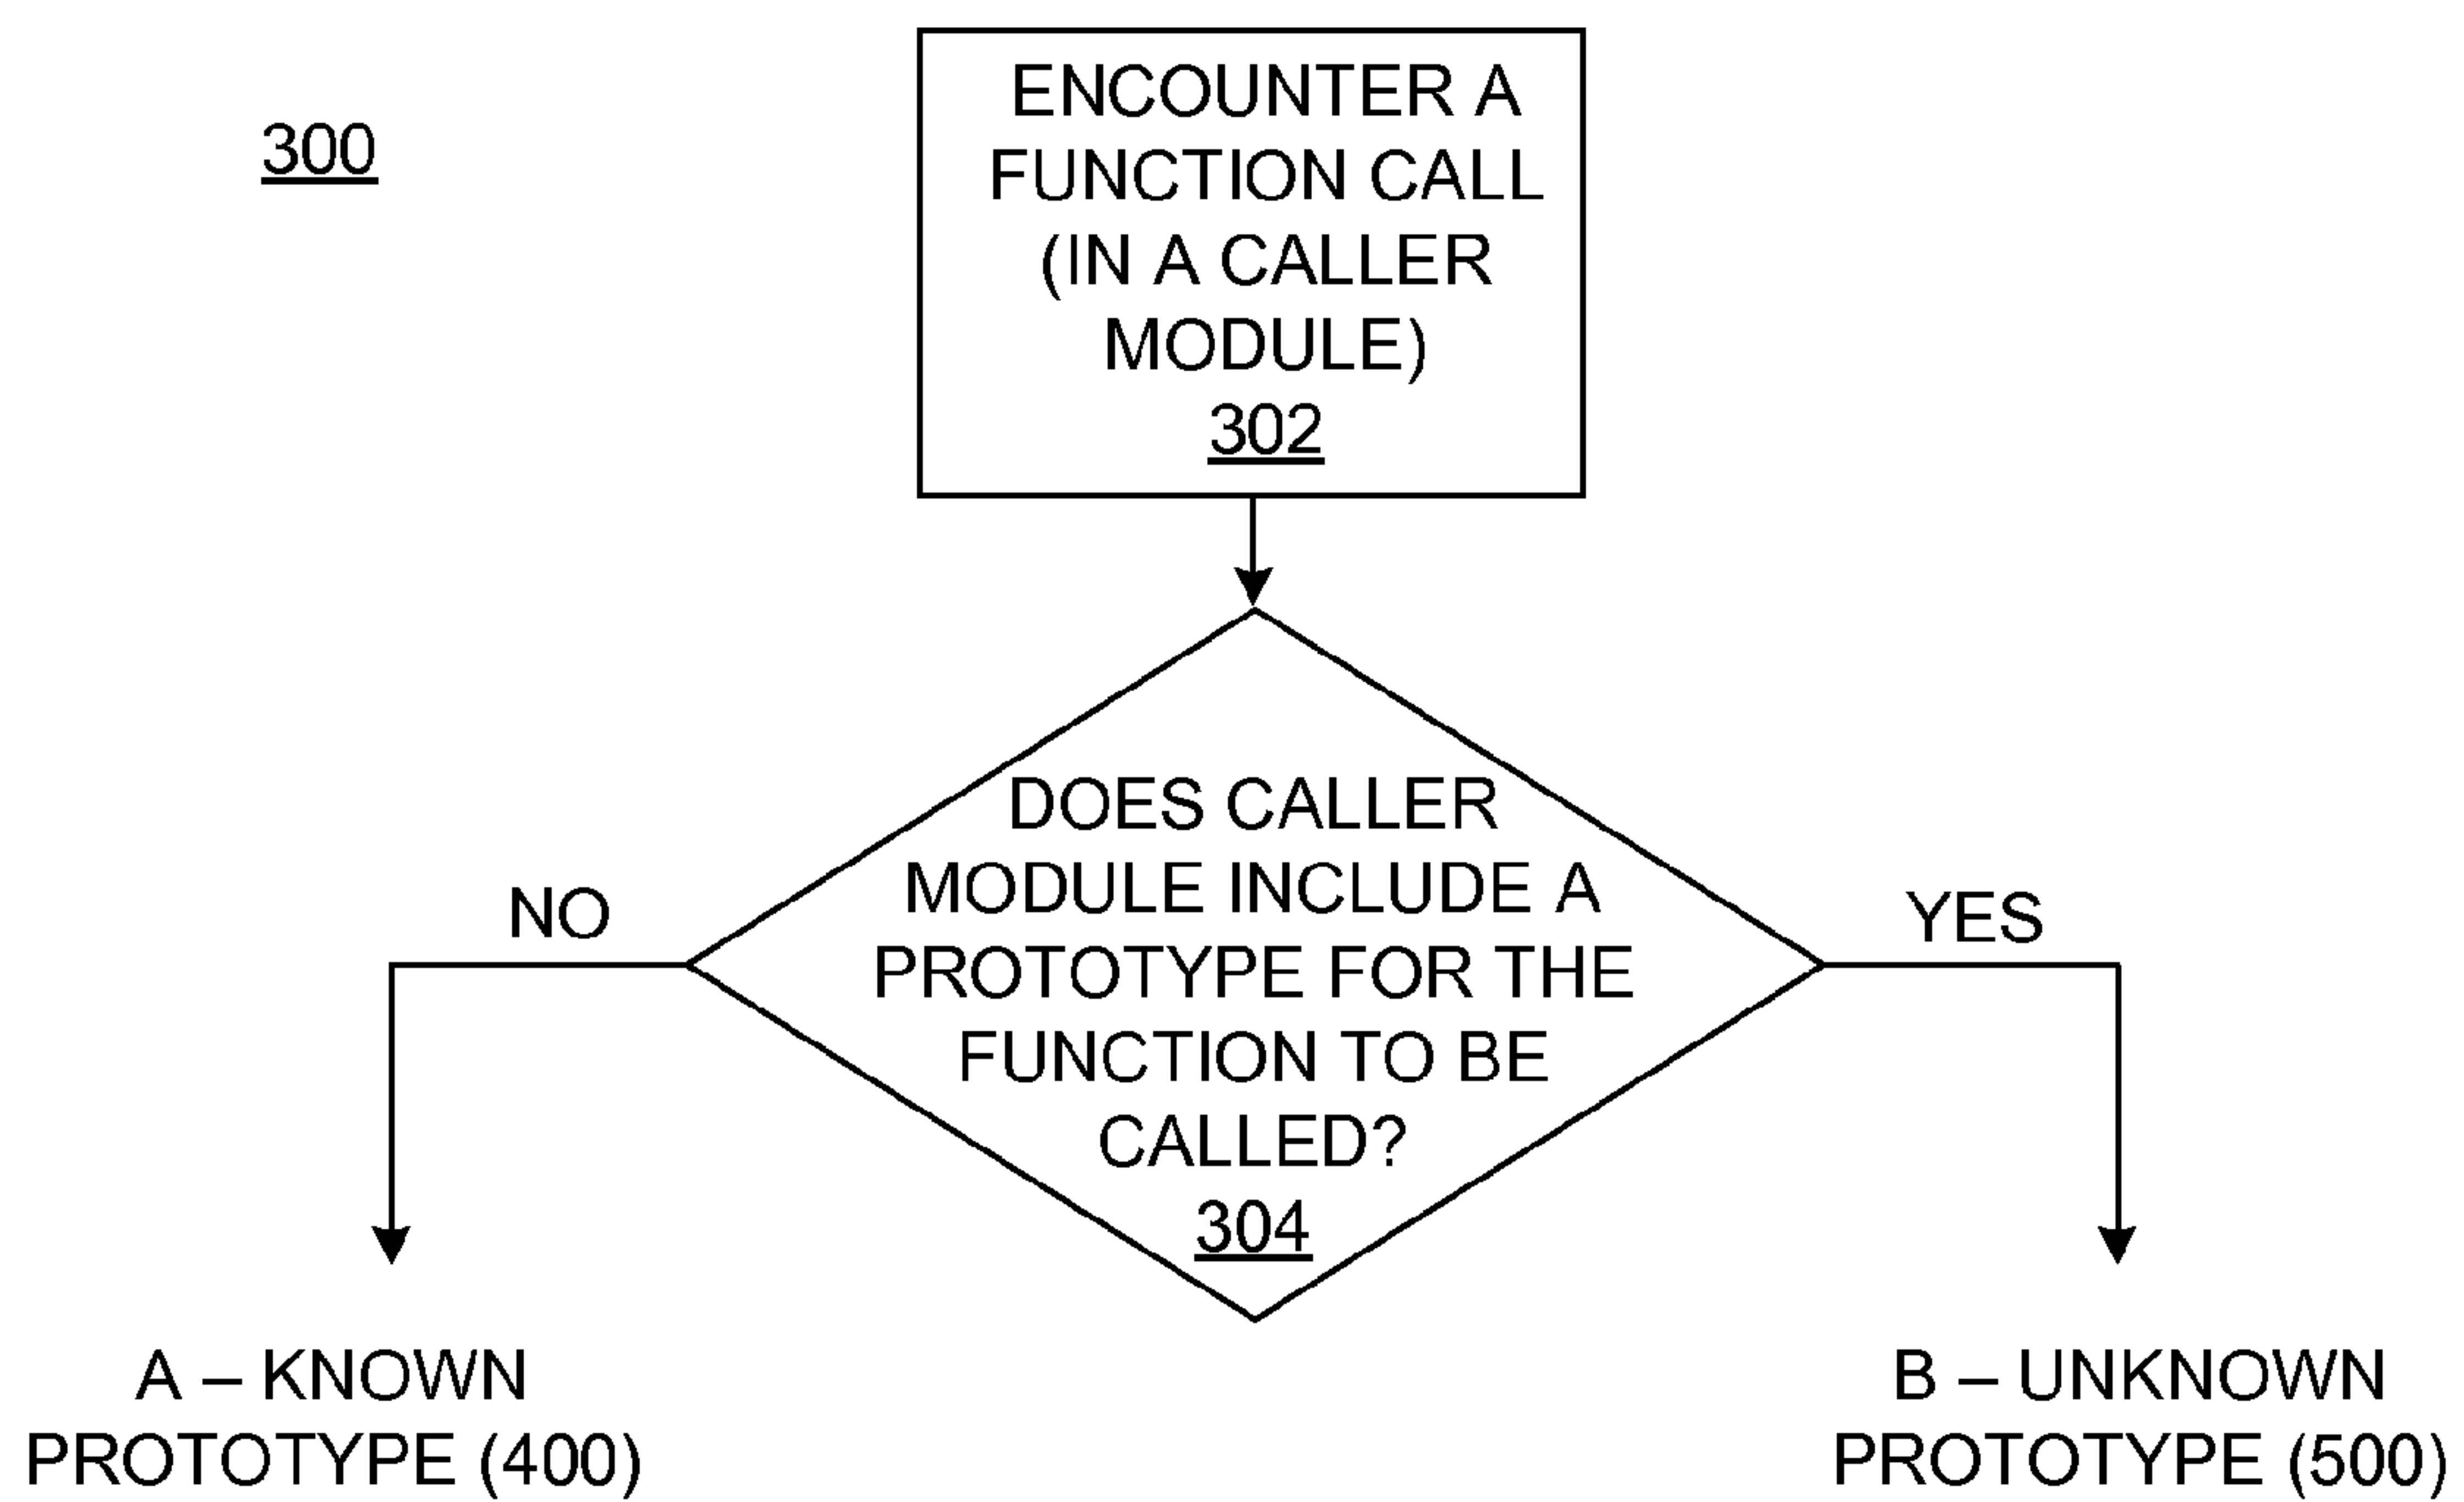 300
ENCOUNTER A
FUNCTION CALL
(IN A CALLER
MODULE)
302
DOES CALLER
MODULE INCLUDE A
PROTOTYPE FOR THE
FUNCTION TO BE
CALLED?
304
NO
YES
A – KNOWN
PROTOTYPE (400)
B – UNKNOWN
PROTOTYPE (500)